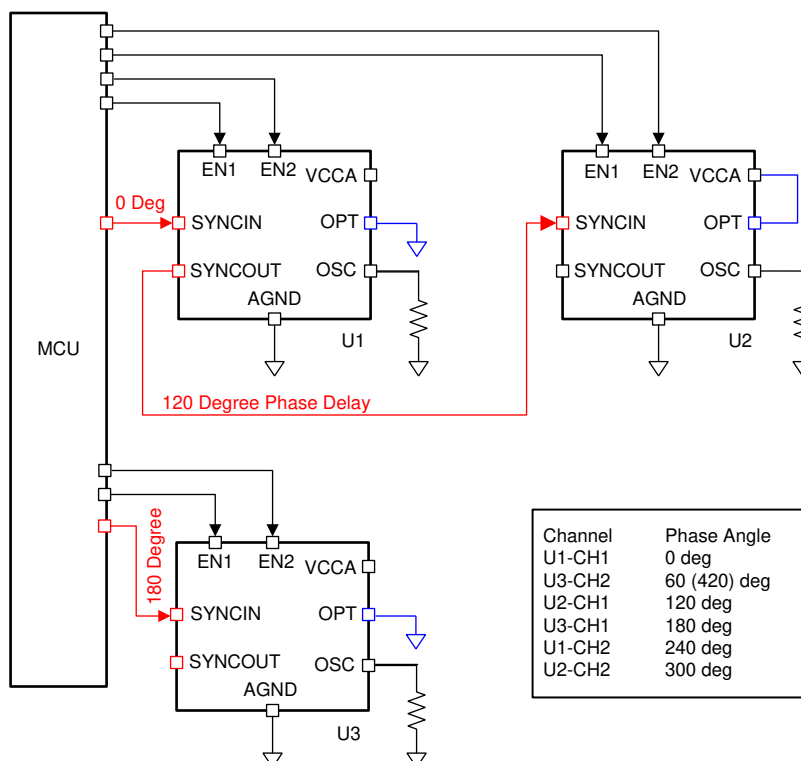 MCU
EN1
EN2
VCCA
0 Deg
SYNCIN
OPT
SYNCOUT
OSC
AGND
U1
EN1
EN2
VCCA
SYNCIN
OPT
SYNCOUT
OSC
AGND
U2
120 Degree Phase Delay
180 Degree
EN1
EN2
VCCA
SYNCIN
OPT
SYNCOUT
OSC
AGND
U3
Channel Phase Angle
U1-CH1 0 deg
U3-CH2 60 (420) deg
U2-CH1 120 deg
U3-CH1 180 deg
U1-CH2 240 deg
U2-CH2 300 deg